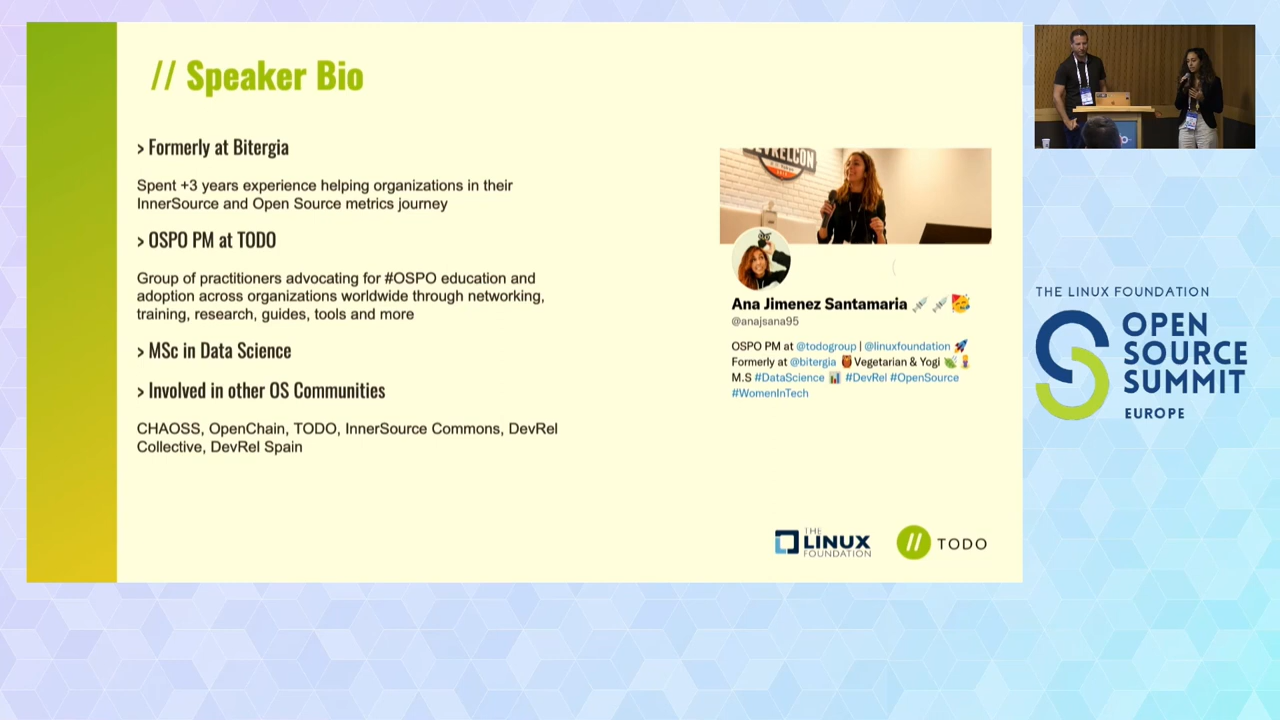 // Speaker Bio
> Formerly at Bitergia
Spent +3 years experience helping organizations in their
InnerSource and Open Source metrics journey
> OSPO PM at TODO
Group of practitioners advocating for #OSPO education and
adoption across organizations worldwide through networking,
training, research, guides, tools and more
> MSc in Data Science
> Involved in other OS Communities
CHAOSS, OpenChain, TODO, InnerSource Commons, DevRel
Collective, DevRel Spain
DEVRELCON
Ana Jimenez Santamaria
@anajsana95
OSPO PM at @todogroup | @linuxfoundation
Formerly at @bitergia Vegetarian & Yogi
M.S #DataScience #DevRel #OpenSource
#WomenInTech
THE
LINUX
FOUNDATION
// TODO
THE LINUX FOUNDATION
OPEN
SOURCE
SUMMIT
EUROPE